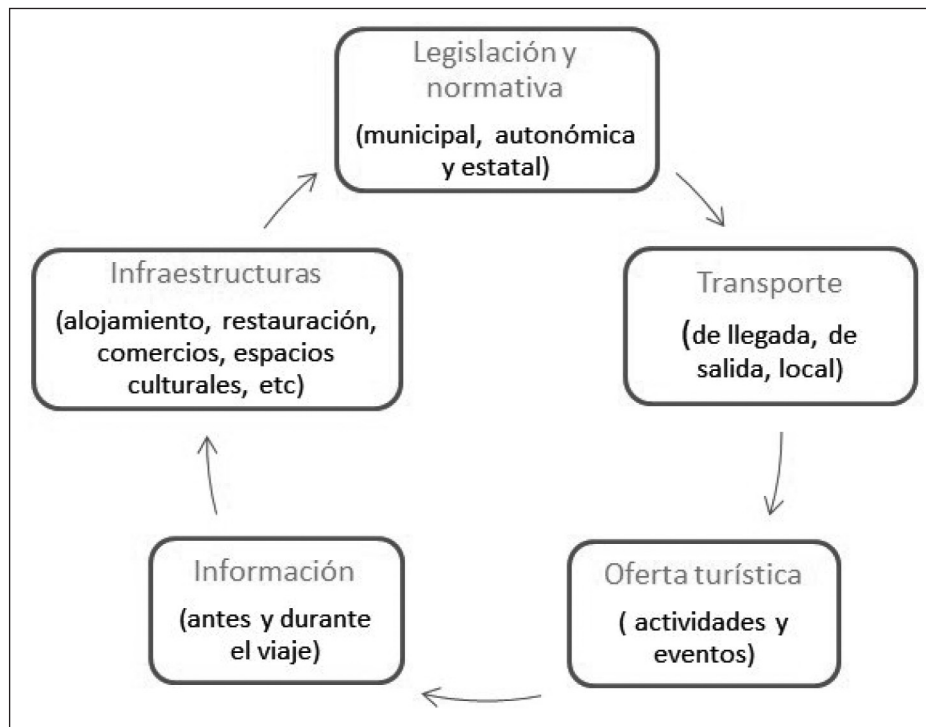 Legislación y
normativa
(municipal, autonómica
y estatal)
Transporte
(de llegada, de
salida, local)
Oferta turística
( actividades y
eventos)
Información
(antes y durante
el viaje)
Infraestructuras
(alojamiento, restauración,
comercios, espacios
culturales, etc)